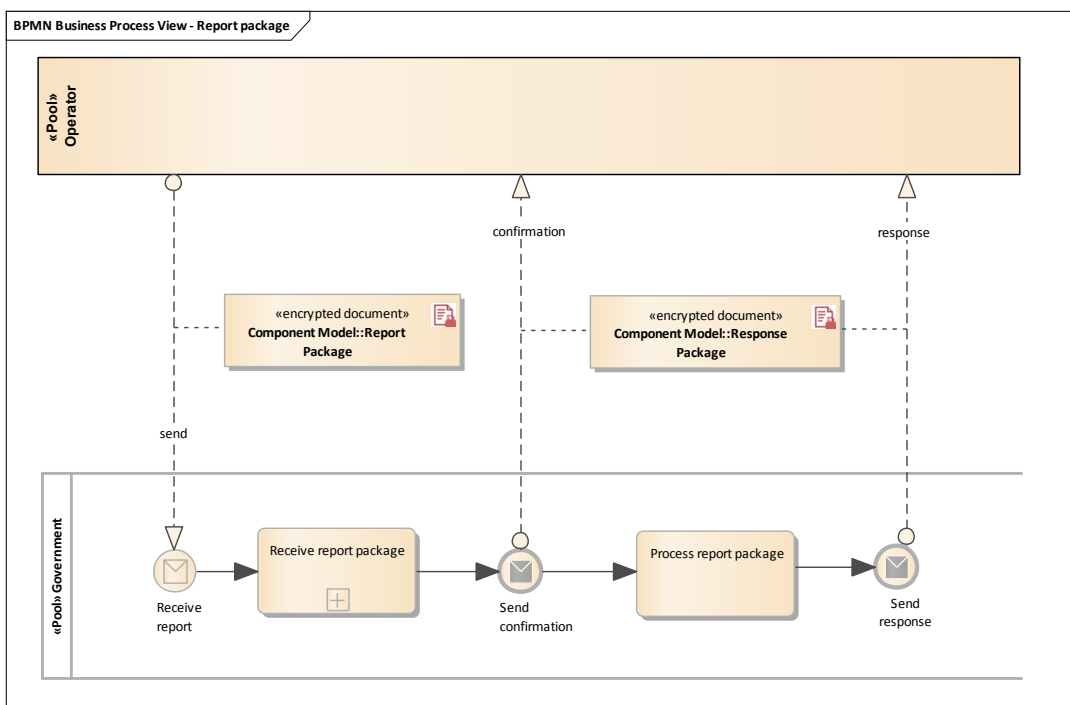 BPMN Business Process View - Report package
«Pool»
Operator
confirmation
response
«encrypted document»
Component Model::Report
Package
«encrypted document»
Component Model::Response
Package
send
«Pool» Government
Receive report package
Process report package
Receive
report
Send
confirmation
Send
response